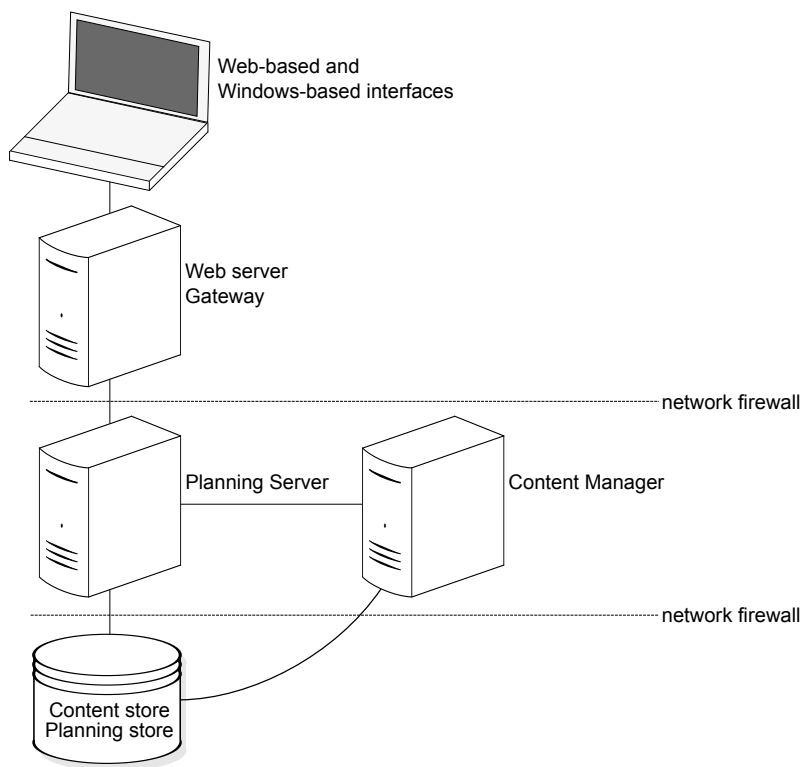 Web-based and
Windows-based interfaces
Web server
Gateway
network firewall
Planning Server
Content Manager
network firewall
Content store
Planning store